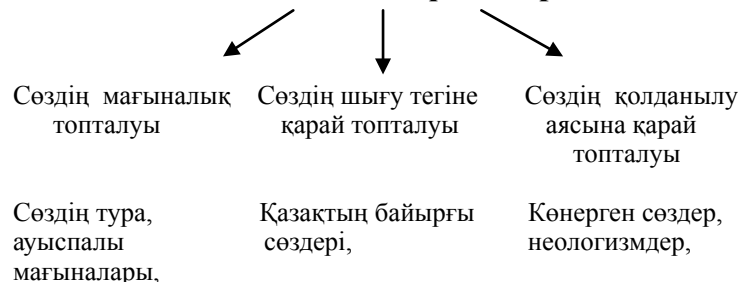 Сөздің мағыналық топталуы
Сөздің шығу тегіне қарай топталуы
Сөздің қолданылу аясына қарай топталуы
Сөздің тура, ауыспалы мағыналары,
Қазақтың байырғы сөздері,
Көнерген сөздер, неологизмдер,